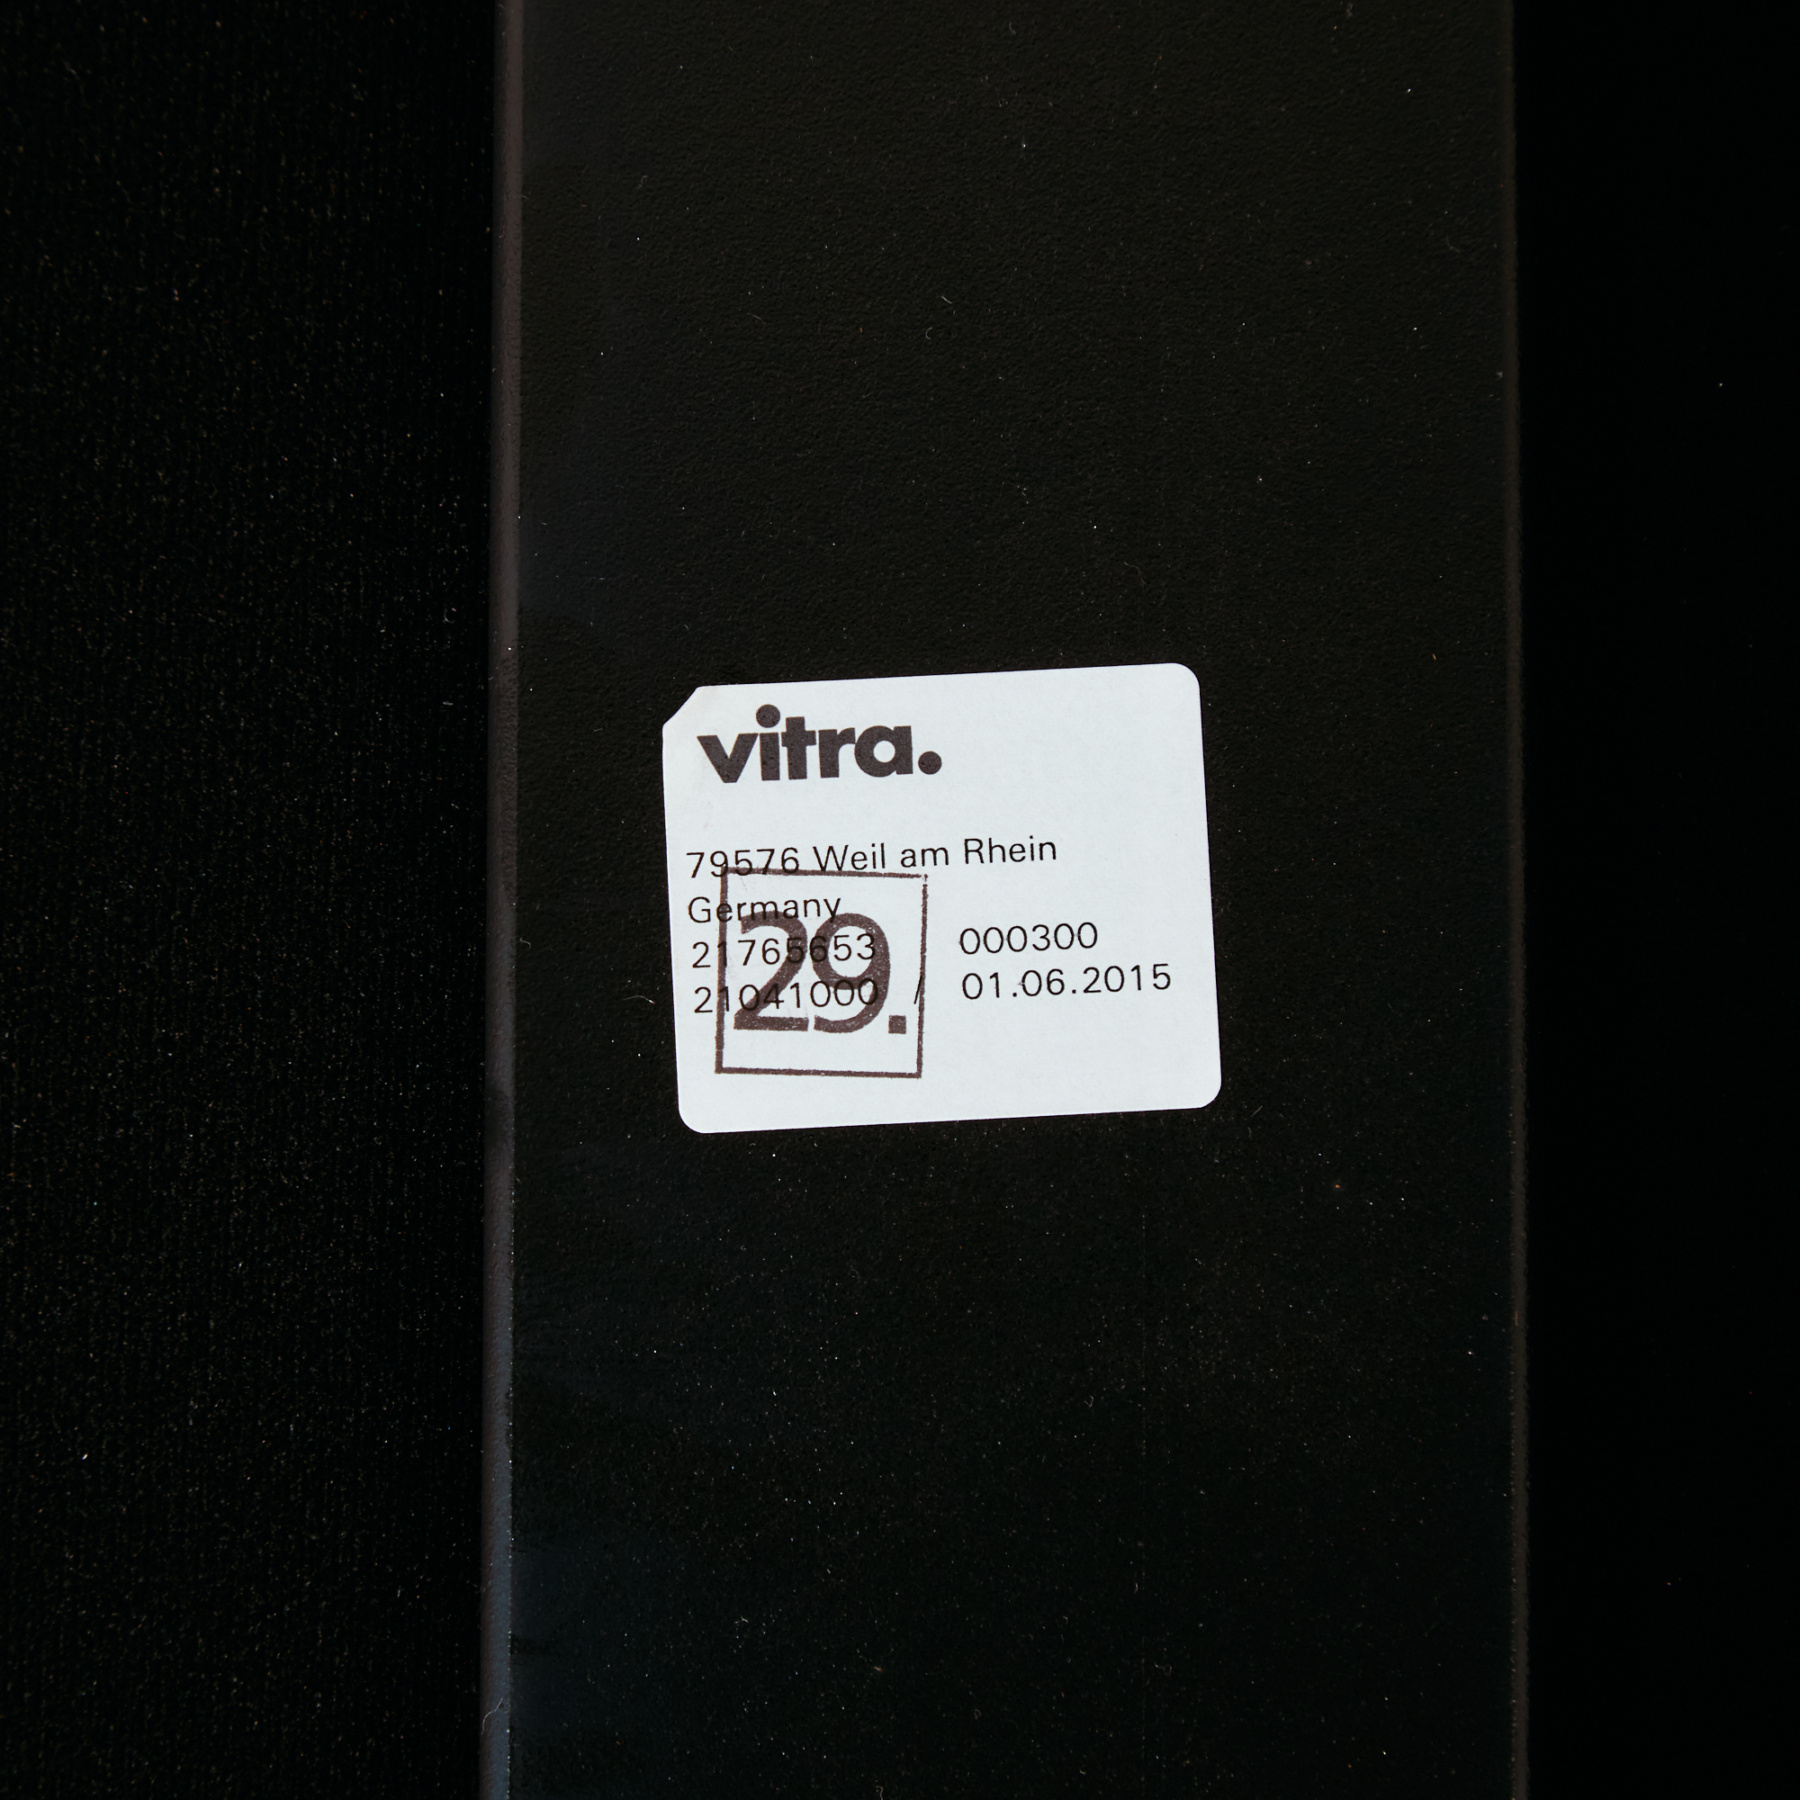 vitra.
79576 Weil am Rhein
Germany
21765653 000300
21041000 / 01.06.2015
29.